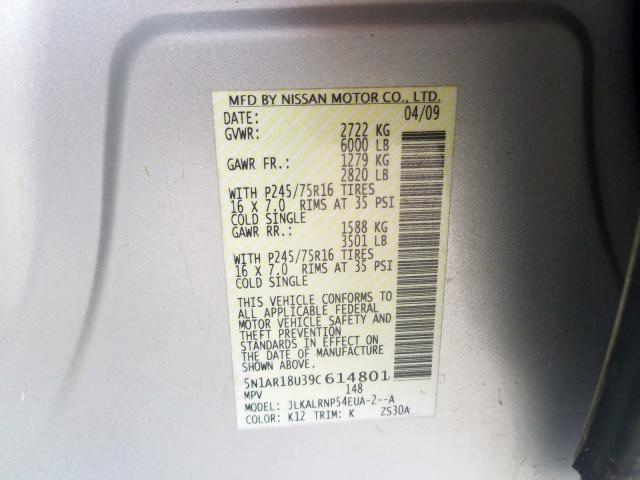 MFD BY NISSAN MOTOR CO., LTD.
DATE: 04/09
GVWR: 2722 KG
6000 LB
GAWR FR.: 1279 KG
2820 LB
WITH P245/75R16 TIRES
16 X 7.0 RIMS AT 35 PSI
COLD SINGLE
GAWR RR.: 1588 KG
3501 LB
WITH P245/75R16 TIRES
16 X 7.0 RIMS AT 35 PSI
COLD SINGLE
THIS VEHICLE CONFORMS TO
ALL APPLICABLE FEDERAL
MOTOR VEHICLE SAFETY AND
THEFT PREVENTION
STANDARDS IN EFFECT ON
THE DATE OF MANUFACTURE
SHOWN ABOVE.
5N1AR18U39C614801
MPV 148
MODEL: JLKALRNP54EUA-2--A
COLOR: K12 TRIM: K ZS30A